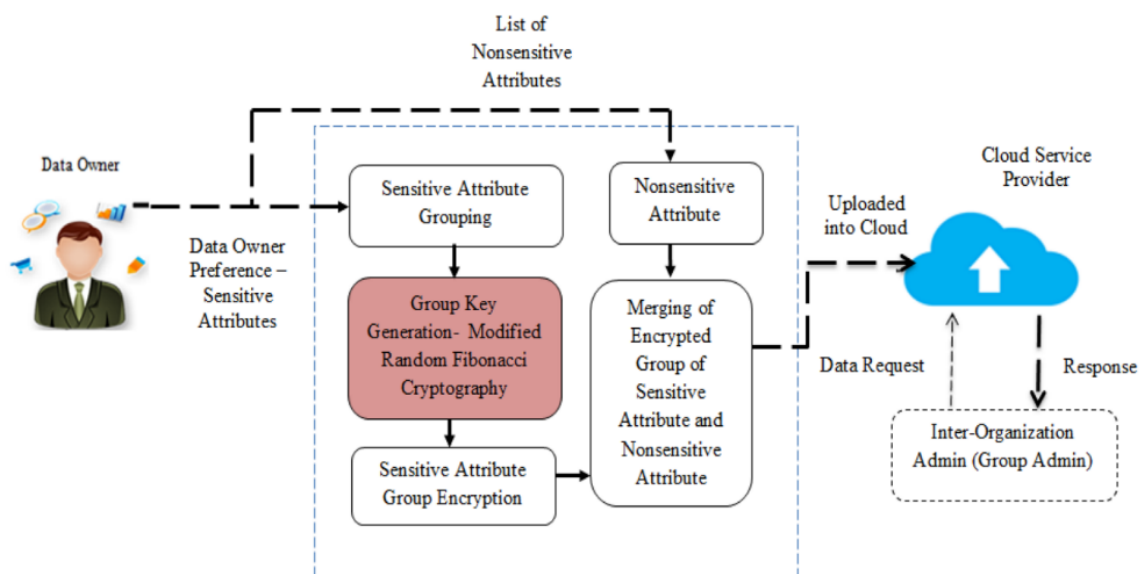 List of
Nonsensitive
Attributes
Data Owner
Data Owner
Preference –
Sensitive
Attributes
Sensitive Attribute
Grouping
Group Key
Generation- Modified
Random Fibonacci
Cryptography
Sensitive Attribute
Group Encryption
Nonsensitive
Attribute
Merging of
Encrypted
Group of
Sensitive
Attribute and
Nonsensitive
Attribute
Uploaded
into Cloud
Cloud Service
Provider
Data Request
Response
Inter-Organization
Admin (Group Admin)